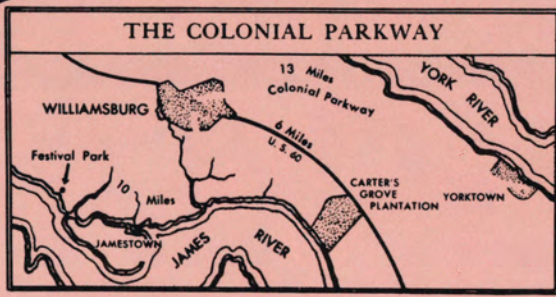 THE COLONIAL PARKWAY
13 Miles
Colonial Parkway
YORK RIVER
WILLIAMSBURG
6 Miles
U.S. 60
Festival Park
10 Miles
CARTER'S
GROVE
PLANTATION
YORKTOWN
JAMESTOWN
JAMES RIVER